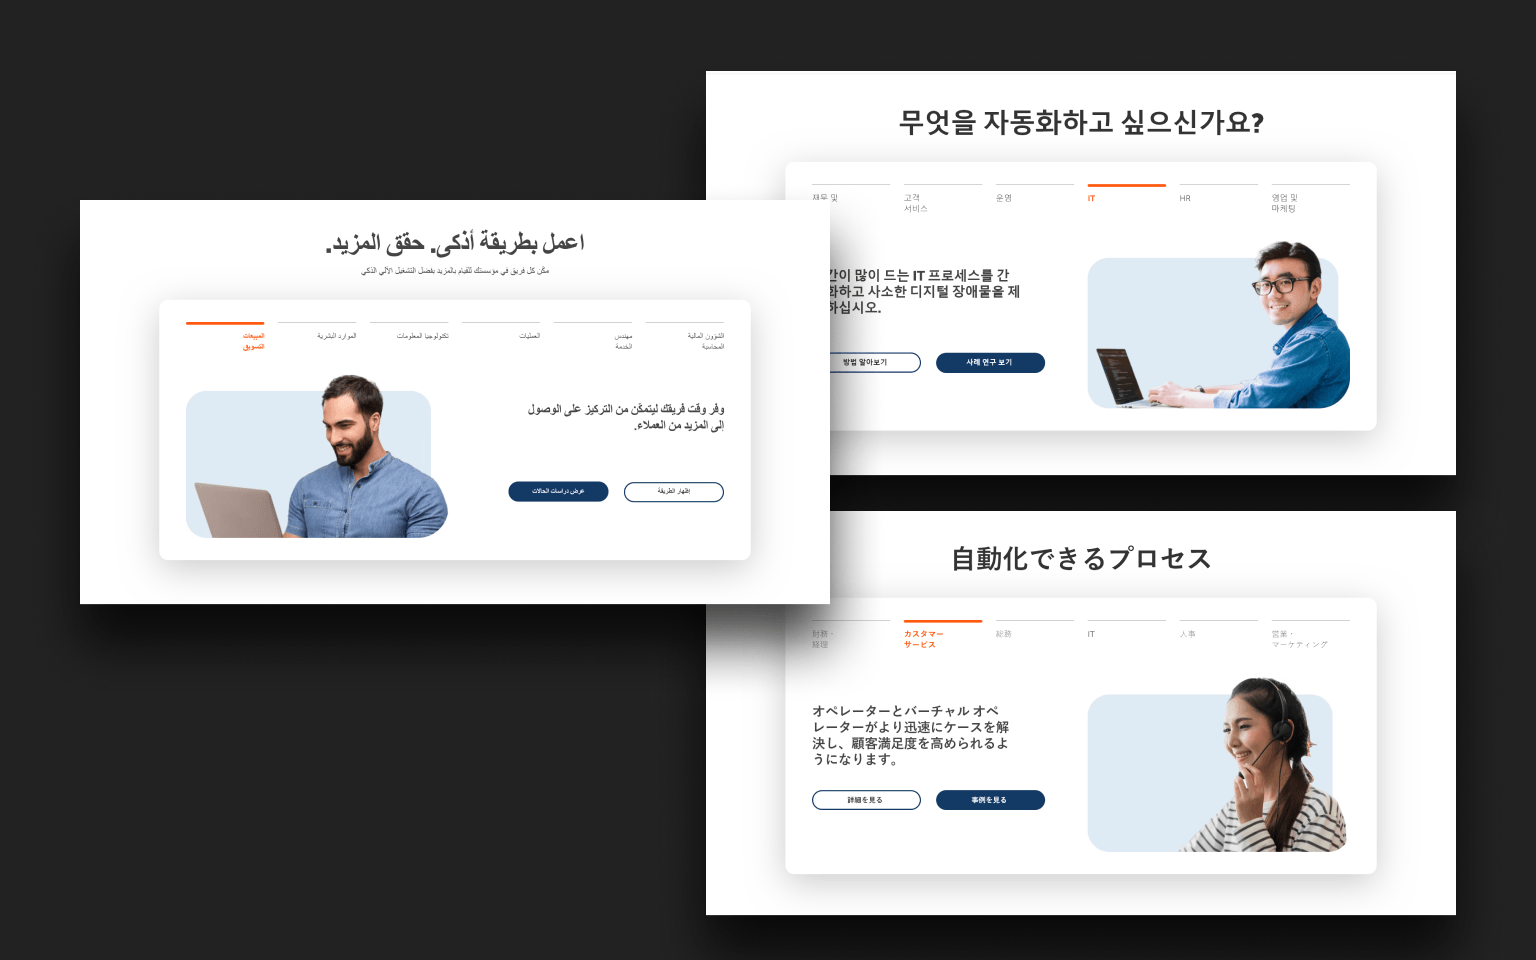 무엇을 자동화하고 싶으신가요?
재무 및
고객
서비스
운영
IT
HR
영업 및
마케팅
간이 많이 드는 IT 프로세스를 간
화하고 사소한 디지털 장애물을 제
하십시오.
방법 알아보기
사례 연구 보기
اعمل بطريقة أذكى. حقق المزيد.
مكّن كل فريق في مؤسستك للقيام بالمزيد بفضل التشغيل الآلي الذكي
الشؤون المالية
المحاسبة
مهندس
الخدمة
العمليات
تكنولوجيا المعلومات
الموارد البشرية
المبيعات
التسويق
وفر وقت فريقك ليتمكّن من التركيز على الوصول
إلى المزيد من العملاء.
إظهار الطريقة
عرض دراسات الحالات
自動化できるプロセス
財務・
経理
カスタマー
サービス
総務
IT
人事
営業・
マーケティング
オペレーターとバーチャル オペ
レーターがより迅速にケースを解
決し、顧客満足度を高められるよ
うになります。
詳細を見る
事例を見る